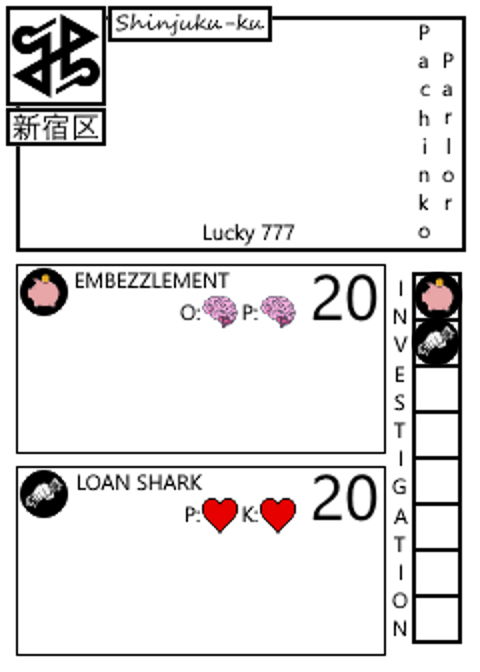 Shinjuku-ku
新宿区
Pachinko
Parlor
Lucky 777
EMBEZZLEMENT
20
O: P:
LOAN SHARK
20
P: K:
INVESTIGATION